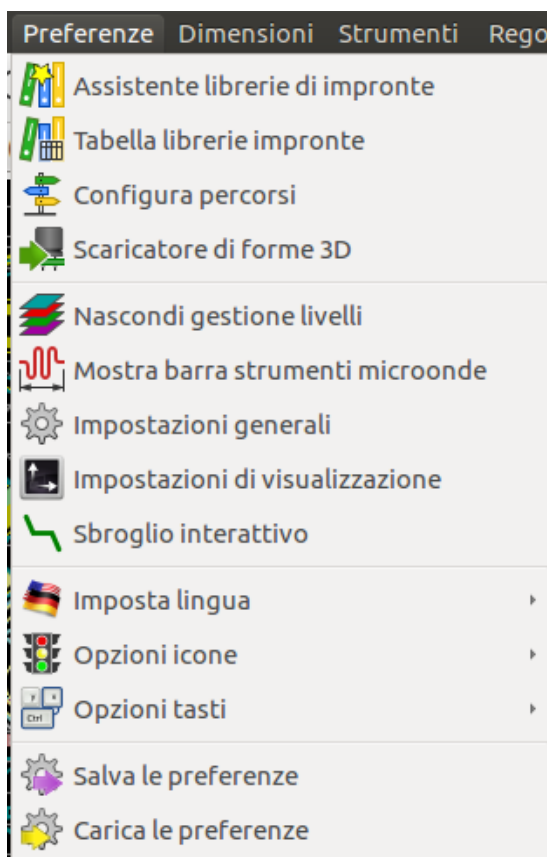 Preferenze Dimensioni Strumenti Rego
Assistente librerie di impronte
Tabella librerie impronte
Configura percorsi
Scaricatore di forme 3D
Nascondi gestione livelli
Mostra barra strumenti microonde
Impostazioni generali
Impostazioni di visualizzazione
Sbroglio interattivo
Imposta lingua
Opzioni icone
Opzioni tasti
Salva le preferenze
Carica le preferenze